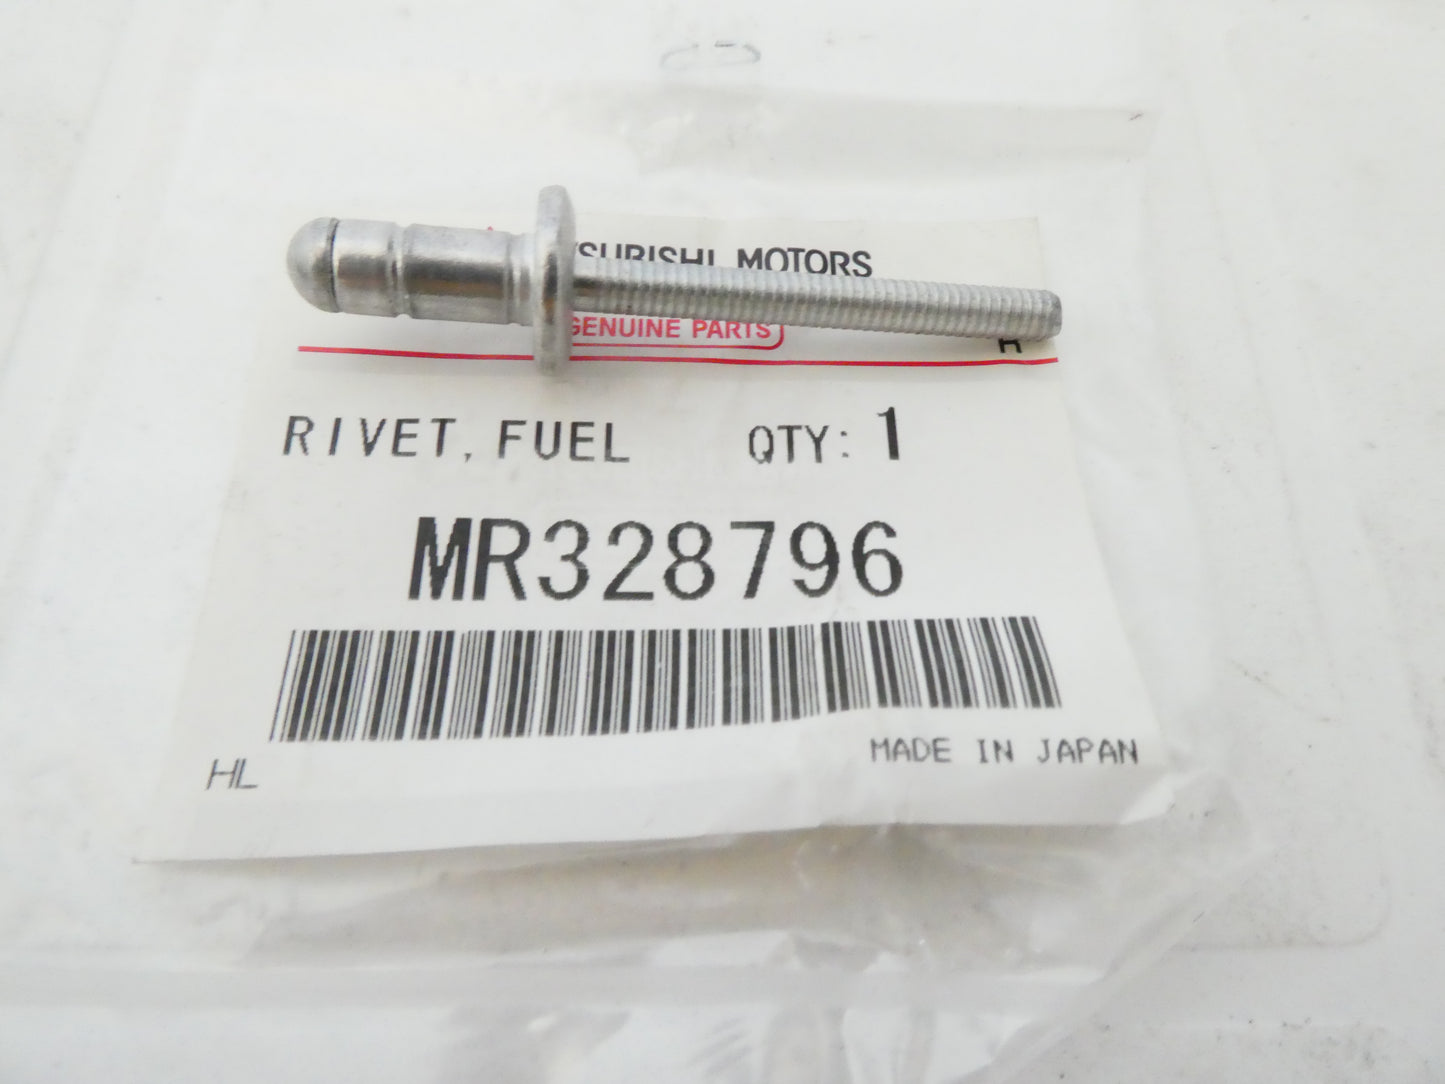 MOTORS
GENUINE PARTS
RIVET, FUEL QTY: 1
MR328796
HL MADE IN JAPAN